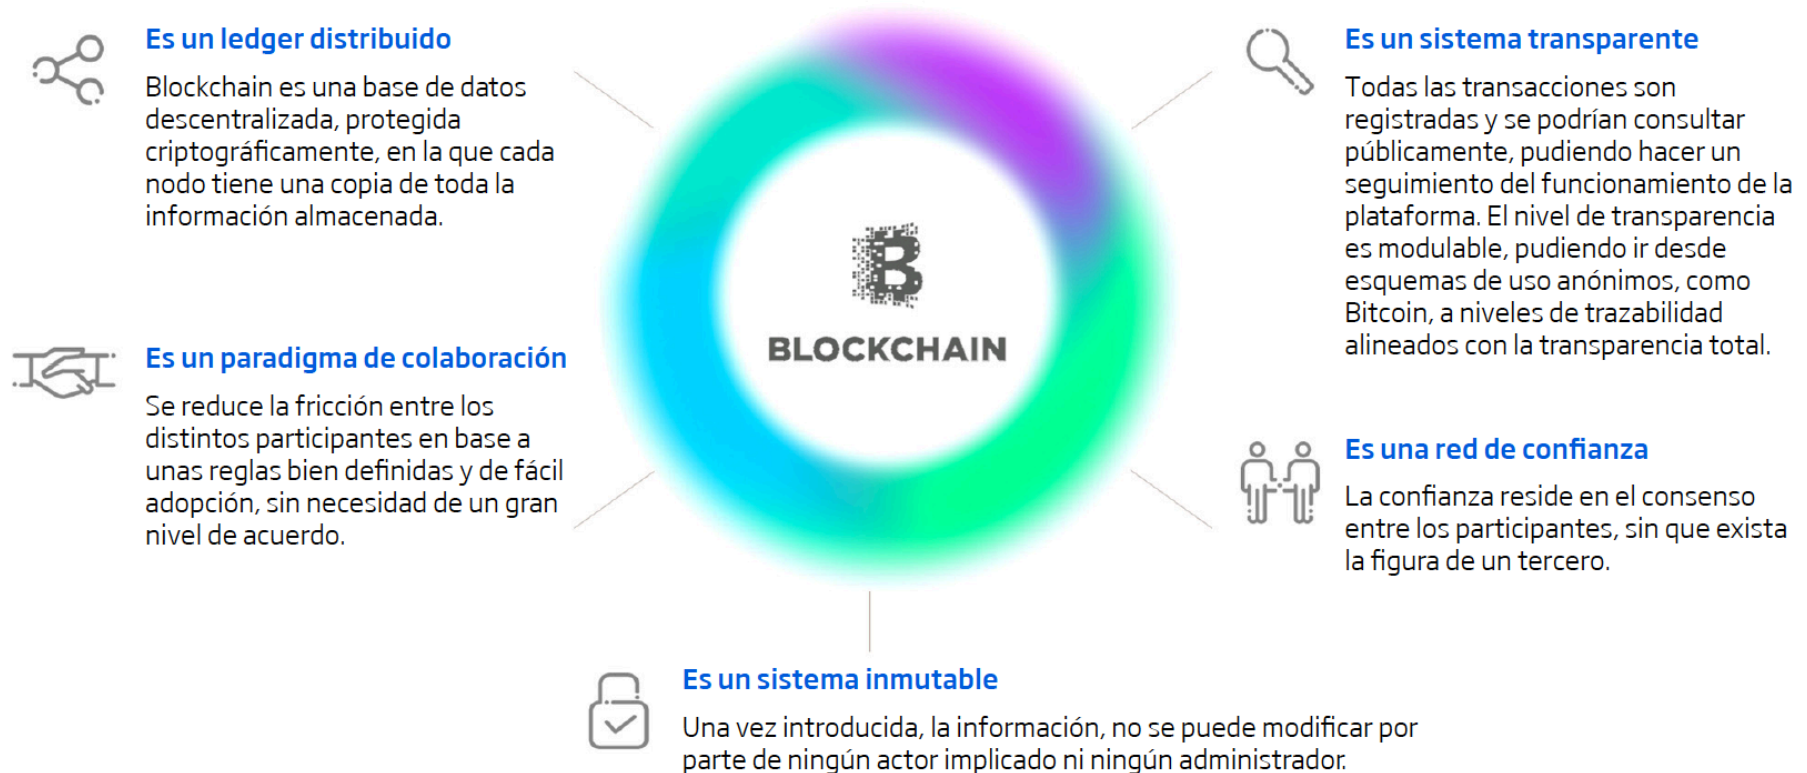 Es un ledger distribuido
Blockchain es una base de datos
descentralizada, protegida
criptográficamente, en la que cada
nodo tiene una copia de toda la
información almacenada.
Es un paradigma de colaboración
Se reduce la fricción entre los
distintos participantes en base a
unas reglas bien definidas y de fácil
adopción, sin necesidad de un gran
nivel de acuerdo.
B
BLOCKCHAIN
Es un sistema transparente
Todas las transacciones son
registradas y se podrían consultar
públicamente, pudiendo hacer un
seguimiento del funcionamiento de la
plataforma. El nivel de transparencia
es modulable, pudiendo ir desde
esquemas de uso anónimos, como
Bitcoin, a niveles de trazabilidad
alineados con la transparencia total.
Es una red de confianza
La confianza reside en el consenso
entre los participantes, sin que exista
la figura de un tercero.
Es un sistema inmutable
Una vez introducida, la información, no se puede modificar por
parte de ningún actor implicado ni ningún administrador.